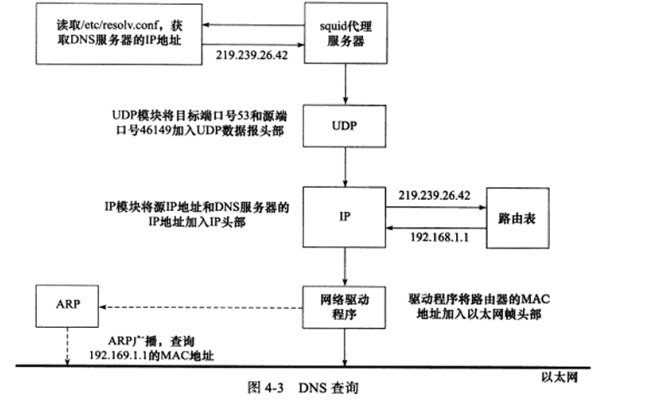 读取/etc/resolv.conf，获
取DNS服务器的IP地址
219.239.26.42
squid代理
服务器
UDP模块将目标端口号53和源端
口号46149加入UDP数据报头部
UDP
IP模块将源IP地址和DNS服务器的
IP地址加入IP头部
IP
219.239.26.42
192.168.1.1
路由表
ARP
网络驱动
程序
驱动程序将路由器的MAC
地址加入以太网帧头部
ARP广播，查询
192.169.1.1的MAC地址
以太网
图 4-3 DNS 查询